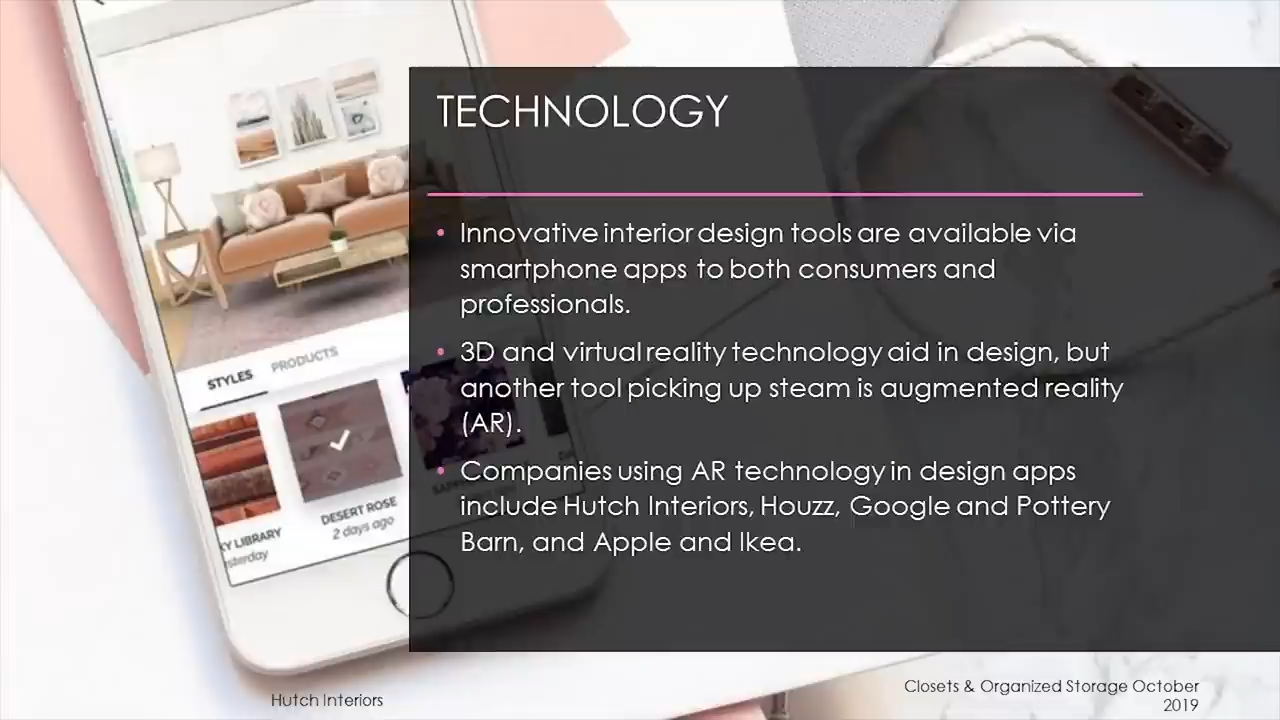 TECHNOLOGY
• Innovative interior design tools are available via
smartphone apps to both consumers and
professionals.
• 3D and virtual reality technology aid in design, but
another tool picking up steam is augmented reality
(AR).
• Companies using AR technology in design apps
include Hutch Interiors, Houzz, Google and Pottery
Barn, and Apple and Ikea.
STYLES PRODUCTS
Y LIBRARY
sterday
DESERT ROSE
2 days ago
Hutch Interiors
Closets & Organized Storage October
2019